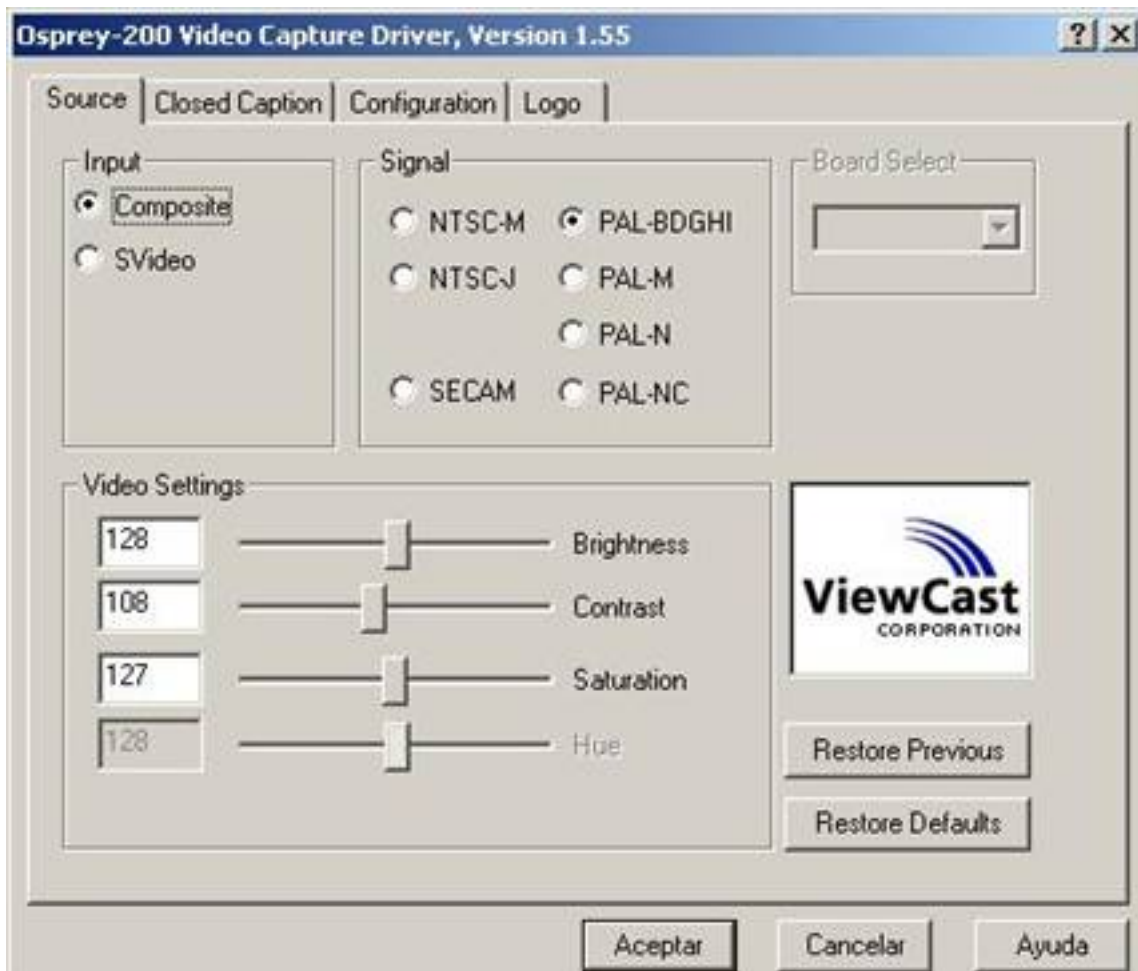 Osprey-200 Video Capture Driver, Version 1.55
Source Closed Caption Configuration Logo
Input
Composite
SVideo
Signal
NTSC-M PAL-BDGHI
NTSC-J PAL-M
PAL-N
SECAM PAL-NC
Board Select
Video Settings
128 Brightness
108 Contrast
127 Saturation
128 Hue
ViewCast
CORPORATION
Restore Previous
Restore Defaults
Aceptar Cancelar Ayuda